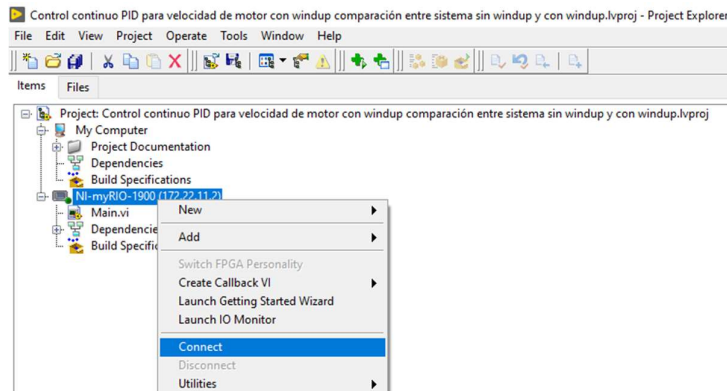 Control continuo PID para velocidad de motor con windup comparación entre sistema sin windup y con windup.lvproj - Project Explorer
File Edit View Project Operate Tools Window Help
Items Files
Project: Control continuo PID para velocidad de motor con windup comparación entre sistema sin windup y con windup.lvproj
My Computer
Project Documentation
Dependencies
Build Specifications
NI-myRIO-1900 (172.22.11.2)
Main.vi
Dependencie
Build Specific
New
Add
Switch FPGA Personality
Create Callback VI
Launch Getting Started Wizard
Launch IO Monitor
Connect
Disconnect
Utilities